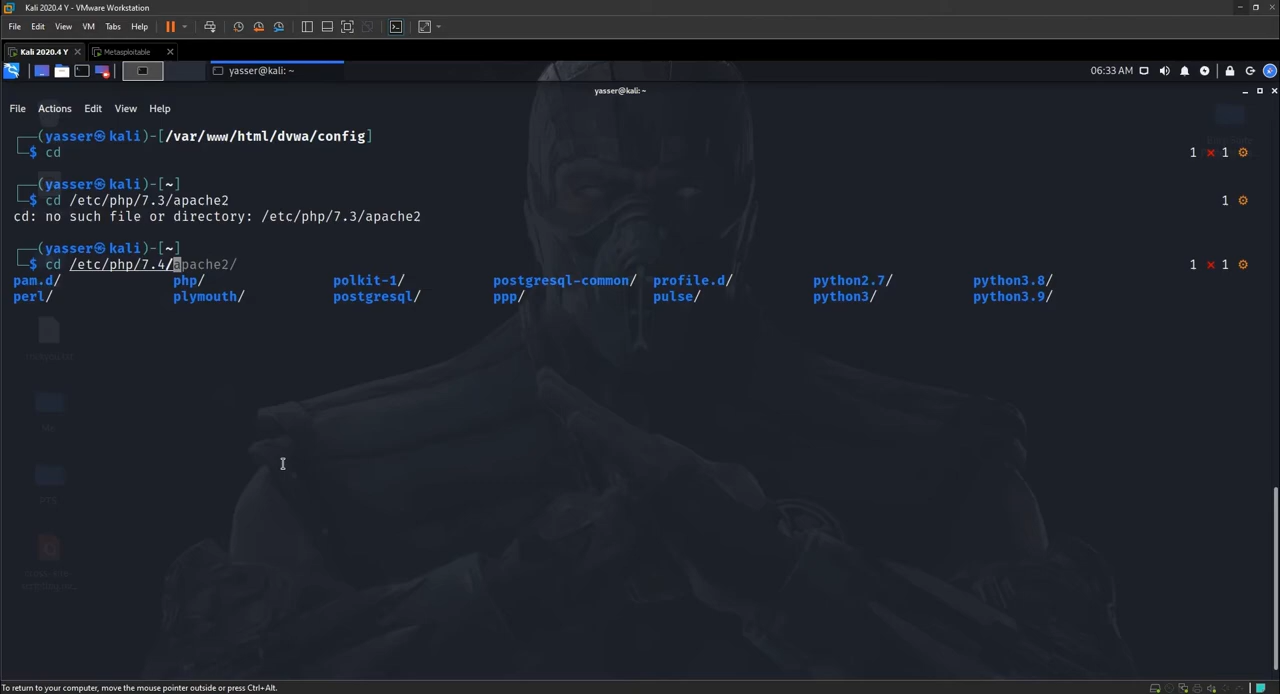 Kali 2020.4 Y - VMware Workstation
File Edit View VM Tabs Help
Kali 2020.4 Y Metasploitable
yasser@kali: ~ 06:33 AM
yasser@kali: ~
File Actions Edit View Help
┌──(yasser㉿kali)-[/var/www/html/dvwa/config]
└─$ cd 1 ⨯ 1 ⚙
┌──(yasser㉿kali)-[~]
└─$ cd /etc/php/7.3/apache2 1 ⚙
cd: no such file or directory: /etc/php/7.3/apache2
┌──(yasser㉿kali)-[~]
└─$ cd /etc/php/7.4/apache2/ 1 ⨯ 1 ⚙
pam.d/ php/ polkit-1/ postgresql-common/ profile.d/ python2.7/ python3.8/
perl/ plymouth/ postgresql/ ppp/ pulse/ python3/ python3.9/
To return to your computer, move the mouse pointer outside or press Ctrl+Alt.